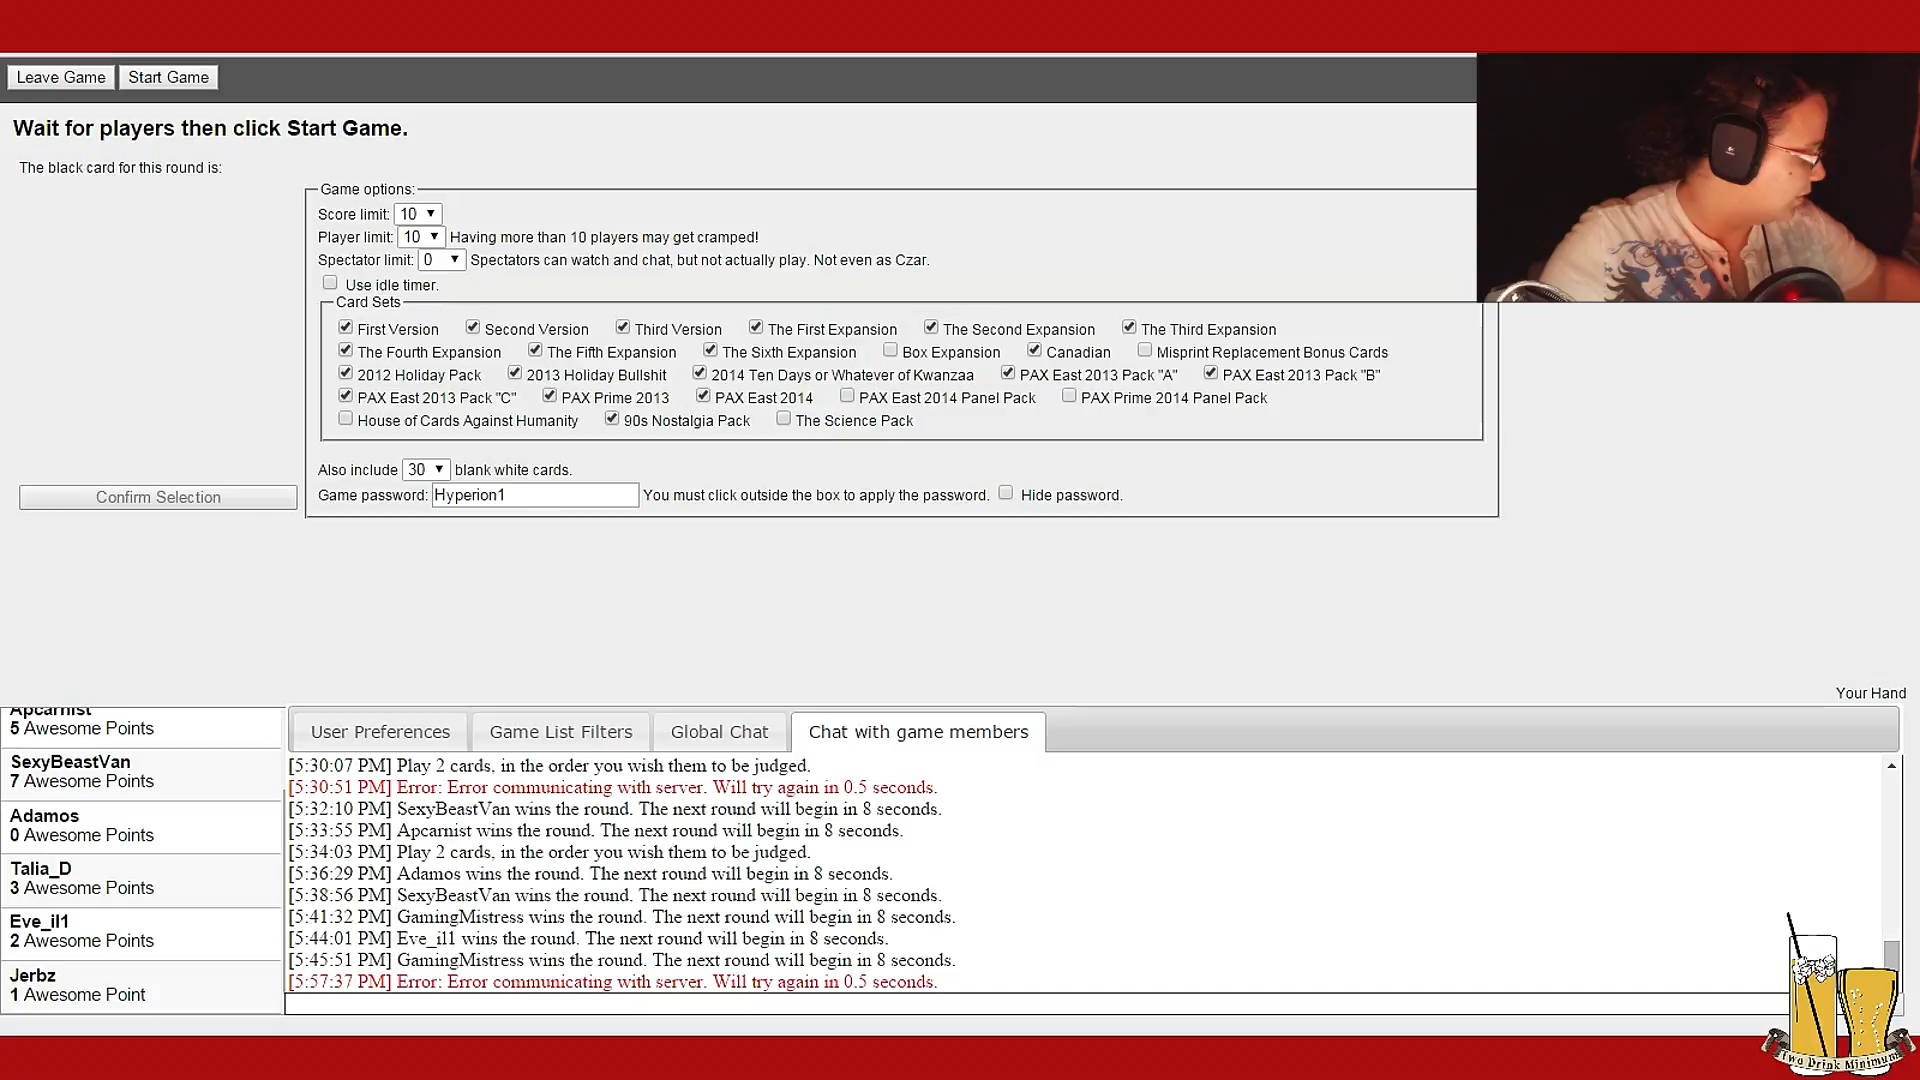 Leave Game Start Game
Wait for players then click Start Game.
The black card for this round is:
Game options:
Score limit: 10
Player limit: 10 Having more than 10 players may get cramped!
Spectator limit: 0 Spectators can watch and chat, but not actually play. Not even as Czar.
Use idle timer.
Card Sets
First Version Second Version Third Version The First Expansion The Second Expansion The Third Expansion
The Fourth Expansion The Fifth Expansion The Sixth Expansion Box Expansion Canadian Misprint Replacement Bonus Cards
2012 Holiday Pack 2013 Holiday Bullshit 2014 Ten Days or Whatever of Kwanzaa PAX East 2013 Pack "A" PAX East 2013 Pack "B"
PAX East 2013 Pack "C" PAX Prime 2013 PAX East 2014 PAX East 2014 Panel Pack PAX Prime 2014 Panel Pack
House of Cards Against Humanity 90s Nostalgia Pack The Science Pack
Also include 30 blank white cards.
Game password: Hyperion1 You must click outside the box to apply the password. Hide password.
Confirm Selection
Your Hand
Apcarnist
5 Awesome Points
SexyBeastVan
7 Awesome Points
Adamos
0 Awesome Points
Talia_D
3 Awesome Points
Eve_il1
2 Awesome Points
Jerbz
1 Awesome Point
User Preferences Game List Filters Global Chat Chat with game members
[5:30:07 PM] Play 2 cards, in the order you wish them to be judged.
[5:30:51 PM] Error: Error communicating with server. Will try again in 0.5 seconds.
[5:32:10 PM] SexyBeastVan wins the round. The next round will begin in 8 seconds.
[5:33:55 PM] Apcarnist wins the round. The next round will begin in 8 seconds.
[5:34:03 PM] Play 2 cards, in the order you wish them to be judged.
[5:36:29 PM] Adamos wins the round. The next round will begin in 8 seconds.
[5:38:56 PM] SexyBeastVan wins the round. The next round will begin in 8 seconds.
[5:41:32 PM] GamingMistress wins the round. The next round will begin in 8 seconds.
[5:44:01 PM] Eve_il1 wins the round. The next round will begin in 8 seconds.
[5:45:51 PM] GamingMistress wins the round. The next round will begin in 8 seconds.
[5:57:37 PM] Error: Error communicating with server. Will try again in 0.5 seconds.
Two Drink Minimum